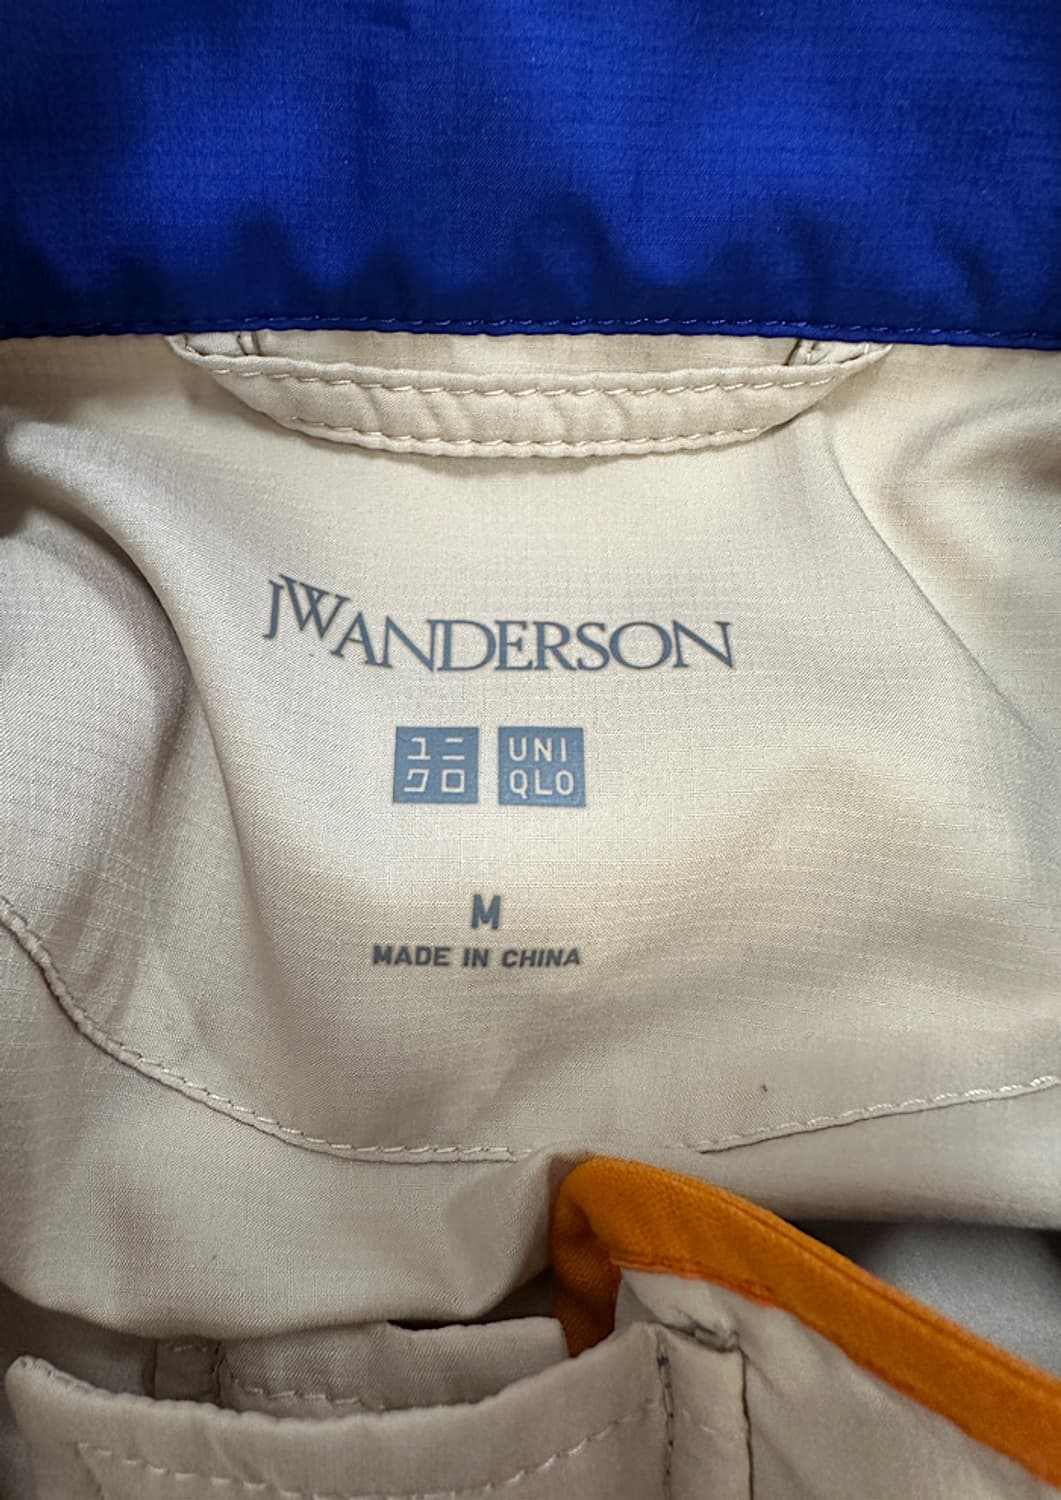 JWANDERSON
ユニ UNI
クロ QLO
M
MADE IN CHINA